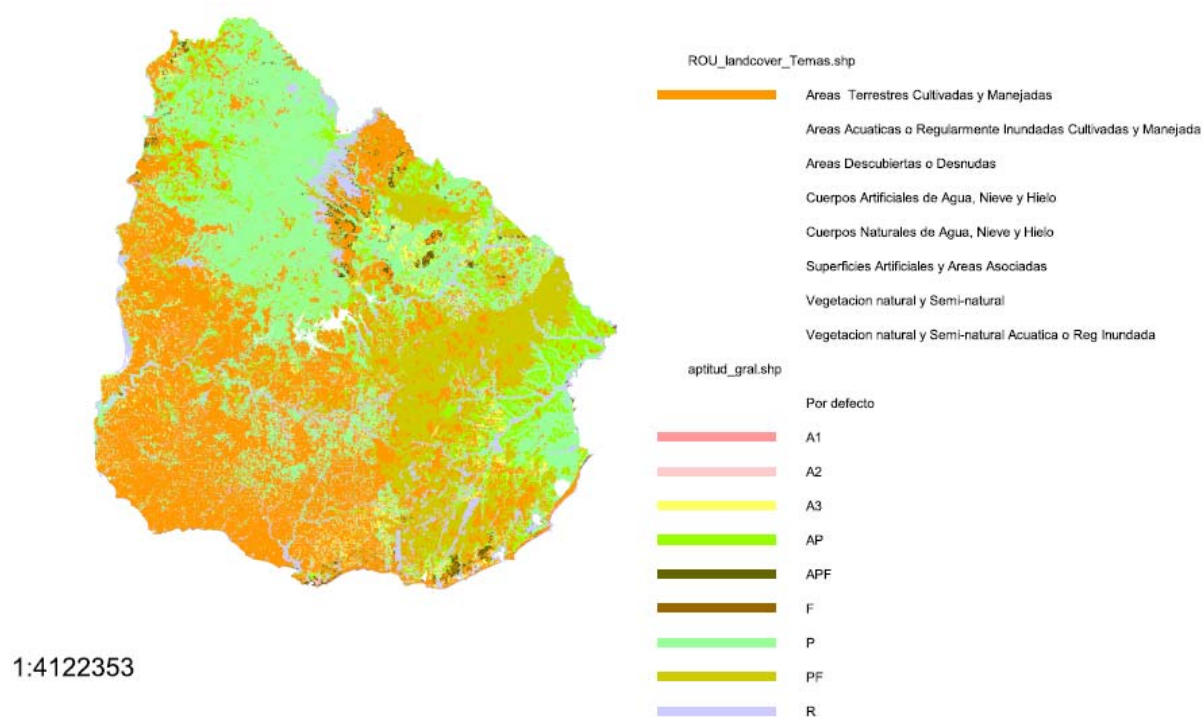 ROU_landcover_Temas.shp
Areas Terrestres Cultivadas y Manejadas
Areas Acuaticas o Regularmente Inundadas Cultivadas y Manejada
Areas Descubiertas o Desnudas
Cuerpos Artificiales de Agua, Nieve y Hielo
Cuerpos Naturales de Agua, Nieve y Hielo
Superficies Artificiales y Areas Asociadas
Vegetacion natural y Semi-natural
Vegetacion natural y Semi-natural Acuatica o Reg Inundada
aptitud_gral.shp
Por defecto
A1
A2
A3
AP
APF
F
P
PF
R
1:4122353